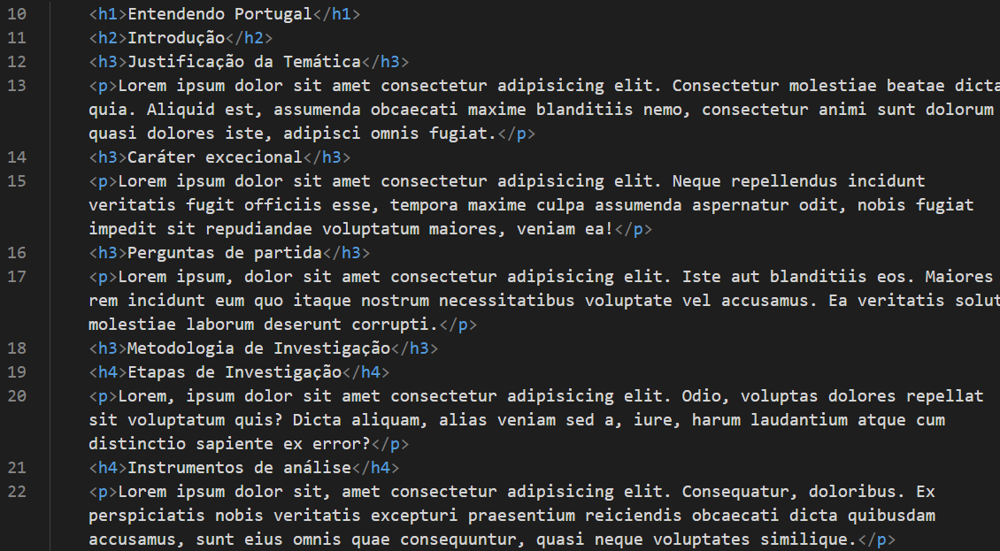 10 <h1>Entendendo Portugal</h1>
11 <h2>Introdução</h2>
12 <h3>Justificação da Temática</h3>
13 <p>Lorem ipsum dolor sit amet consectetur adipisicing elit. Consectetur molestiae beatae dicta
quia. Aliquid est, assumenda obcaecati maxime blanditiis nemo, consectetur animi sunt dolorum
quasi dolores iste, adipisci omnis fugiat.</p>
14 <h3>Caráter excecional</h3>
15 <p>Lorem ipsum dolor sit amet consectetur adipisicing elit. Neque repellendus incidunt
veritatis fugit officiis esse, tempora maxime culpa assumenda aspernatur odit, nobis fugiat
impedit sit repudiandae voluptatum maiores, veniam ea!</p>
16 <h3>Perguntas de partida</h3>
17 <p>Lorem ipsum, dolor sit amet consectetur adipisicing elit. Iste aut blanditiis eos. Maiores
rem incidunt eum quo itaque nostrum necessitatibus voluptate vel accusamus. Ea veritatis solut
molestiae laborum deserunt corrupti.</p>
18 <h3>Metodologia de Investigação</h3>
19 <h4>Etapas de Investigação</h4>
20 <p>Lorem, ipsum dolor sit amet consectetur adipisicing elit. Odio, voluptas dolores repellat
sit voluptatum quis? Dicta aliquam, alias veniam sed a, iure, harum laudantium atque cum
distinctio sapiente ex error?</p>
21 <h4>Instrumentos de análise</h4>
22 <p>Lorem ipsum dolor sit, amet consectetur adipisicing elit. Consequatur, doloribus. Ex
perspiciatis nobis veritatis excepturi praesentium reiciendis obcaecati dicta quibusdam
accusamus, sunt eius omnis quae consequuntur, quasi neque voluptates similique.</p>